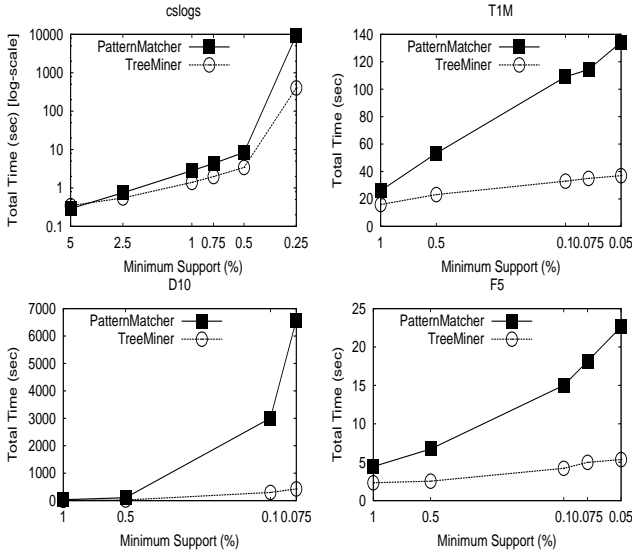 cslogs
Total Time (sec) [log-scale]
10000
1000
100
10
1
0.1
PatternMatcher
TreeMiner
5 2.5 1 0.75 0.5 0.25
Minimum Support (%)
T1M
Total Time (sec)
140
120
100
80
60
40
20
0
PatternMatcher
TreeMiner
1 0.5 0.10.075 0.05
Minimum Support (%)
D10
Total Time (sec)
7000
6000
5000
4000
3000
2000
1000
0
PatternMatcher
TreeMiner
1 0.5 0.10.075
Minimum Support (%)
F5
Total Time (sec)
25
20
15
10
5
0
PatternMatcher
TreeMiner
1 0.5 0.10.075 0.05
Minimum Support (%)